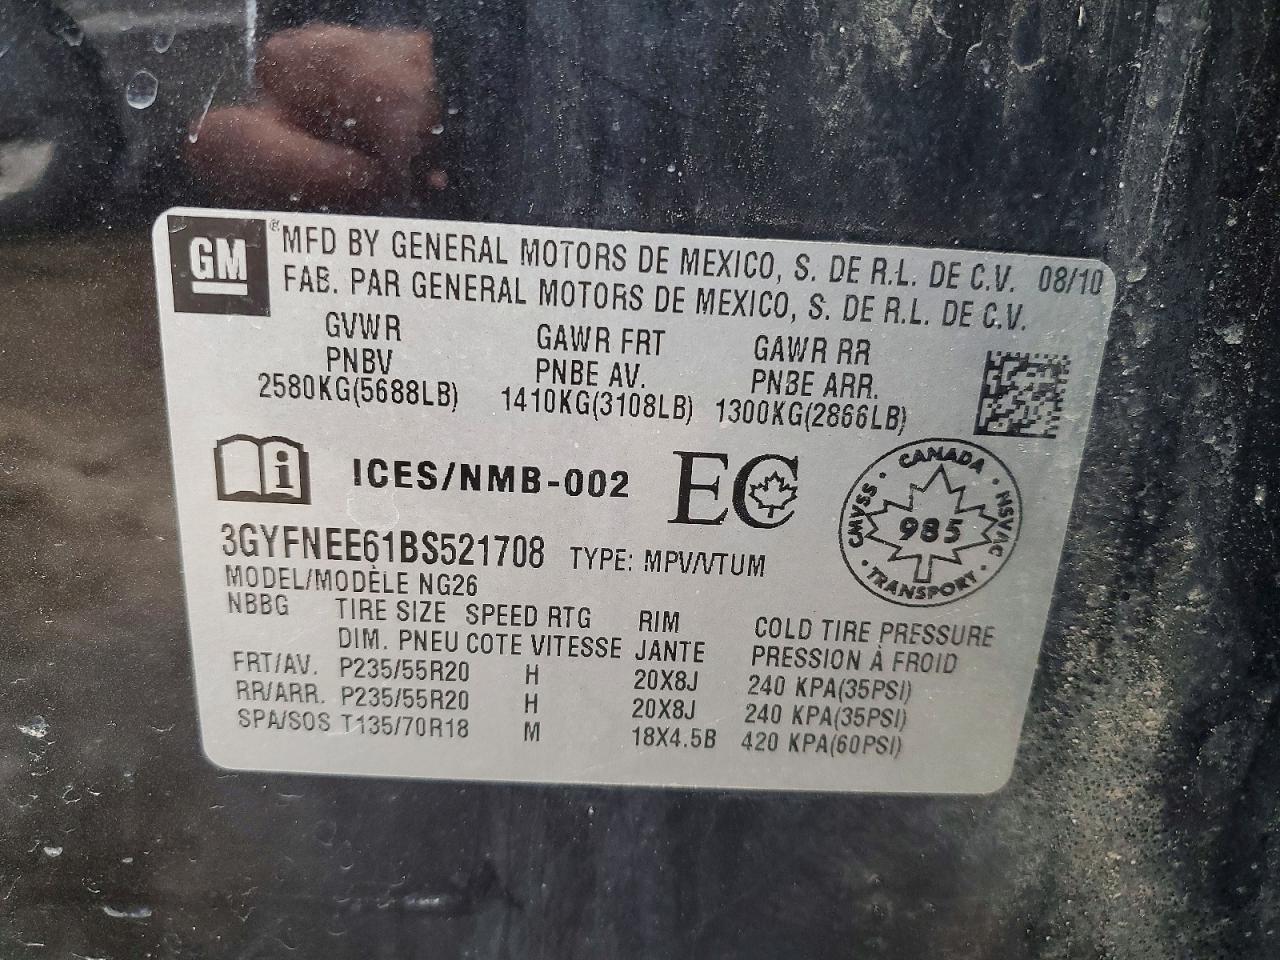 GM
® MFD BY GENERAL MOTORS DE MEXICO, S. DE R.L. DE C.V. 08/10
FAB. PAR GENERAL MOTORS DE MEXICO, S. DE R.L. DE C.V.
GVWR GAWR FRT GAWR RR
PNBV PNBE AV. PNBE ARR.
2580KG(5688LB) 1410KG(3108LB) 1300KG(2866LB)
i ICES/NMB-002 EC
CANADA
CMVSS · 985 · NSVAC
· TRANSPORT ·
3GYFNEE61BS521708 TYPE: MPV/VTUM
MODEL/MODÈLE NG26
NBBG TIRE SIZE SPEED RTG RIM COLD TIRE PRESSURE
DIM. PNEU COTE VITESSE JANTE PRESSION À FROID
FRT/AV. P235/55R20 H 20X8J 240 KPA(35PSI)
RR/ARR. P235/55R20 H 20X8J 240 KPA(35PSI)
SPA/SOS T135/70R18 M 18X4.5B 420 KPA(60PSI)